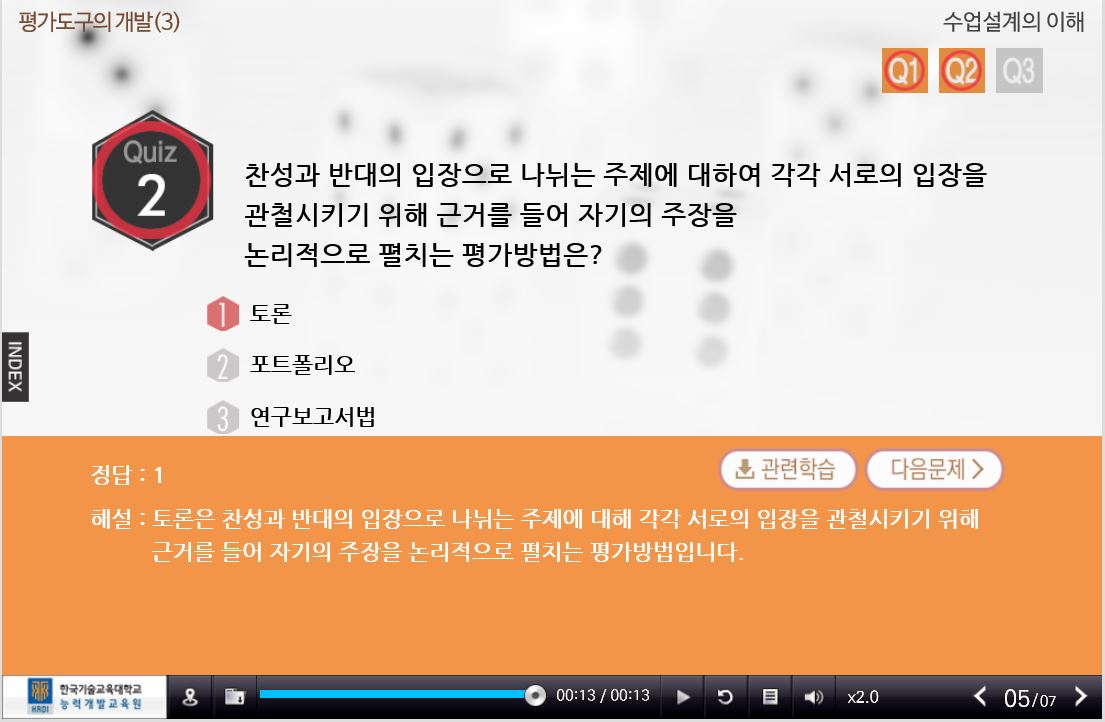 평가도구의 개발(3)
수업설계의 이해
Q1 Q2 Q3
Quiz
2
찬성과 반대의 입장으로 나뉘는 주제에 대하여 각각 서로의 입장을
관철시키기 위해 근거를 들어 자기의 주장을
논리적으로 펼치는 평가방법은?
1 토론
2 포트폴리오
3 연구보고서법
INDEX
정답 : 1
관련학습
다음문제 >
해설 : 토론은 찬성과 반대의 입장으로 나뉘는 주제에 대해 각각 서로의 입장을 관철시키기 위해
근거를 들어 자기의 주장을 논리적으로 펼치는 평가방법입니다.
HRDI
한국기술교육대학교
능력개발교육원
00:13 / 00:13
x2.0
05/07